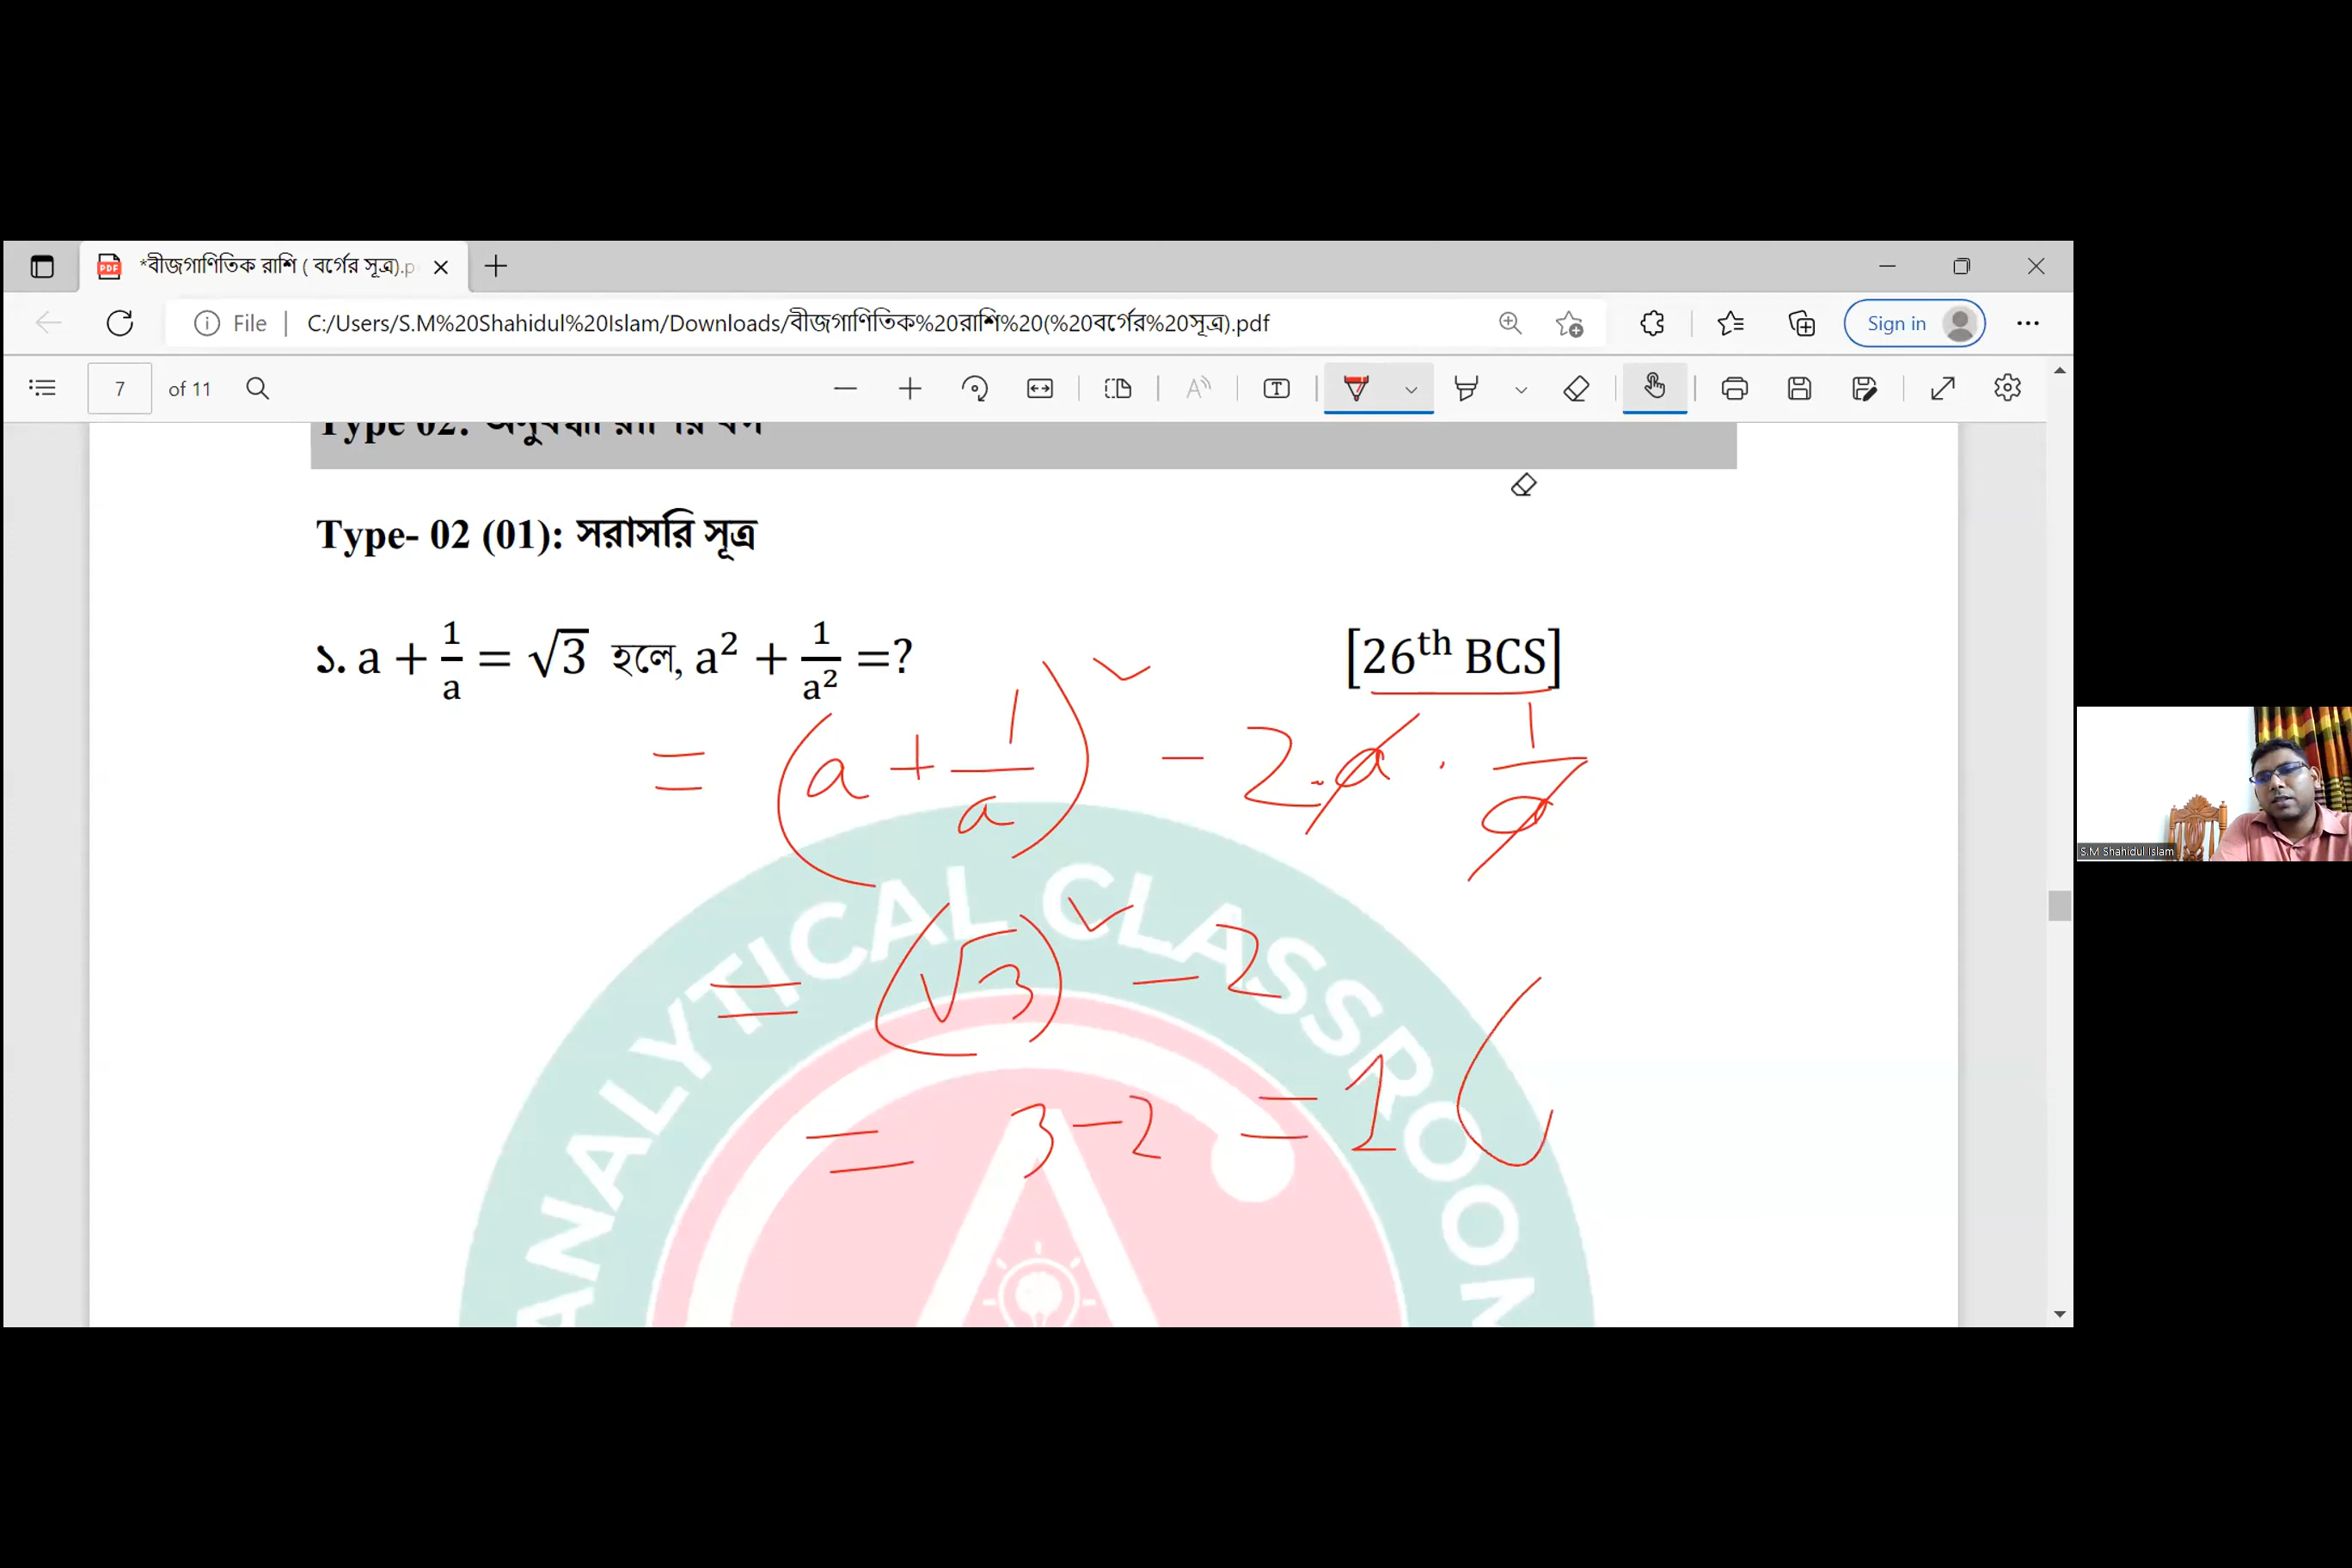 *বীজগাণিতিক রাশি ( বর্গের সূত্র).p
File C:/Users/S.M%20Shahidul%20Islam/Downloads/বীজগাণিতিক%20রাশি%20(%20বর্গের%20সূত্র).pdf
Sign in
7 of 11
Type 02:
Type- 02 (01): সরাসরি সূত্র
১. a + 1/a = √3 হলে, a² + 1/a² =? [26th BCS]
= (a + 1/a)² - 2.a . 1/a
= (√3)² - 2
= 3-2 = 1
ANALYTICAL CLASSROOM
S.M Shahidul Islam